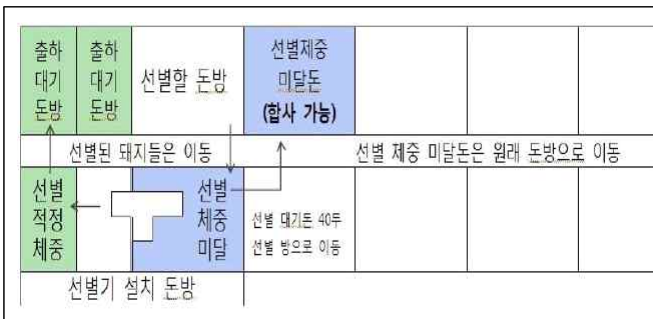 출하
대기
돈방
출하
대기
돈방
선별할 돈방
선별제중
미달돈
(합사 가능)
선별된 돼지들은 이동
선별 제중 미달돈은 원래 돈방으로 이동
선별
적정
체중
선별
체중
미달
선별 대기돈 40두
선별 방으로 이동
선별기 설치 돈방